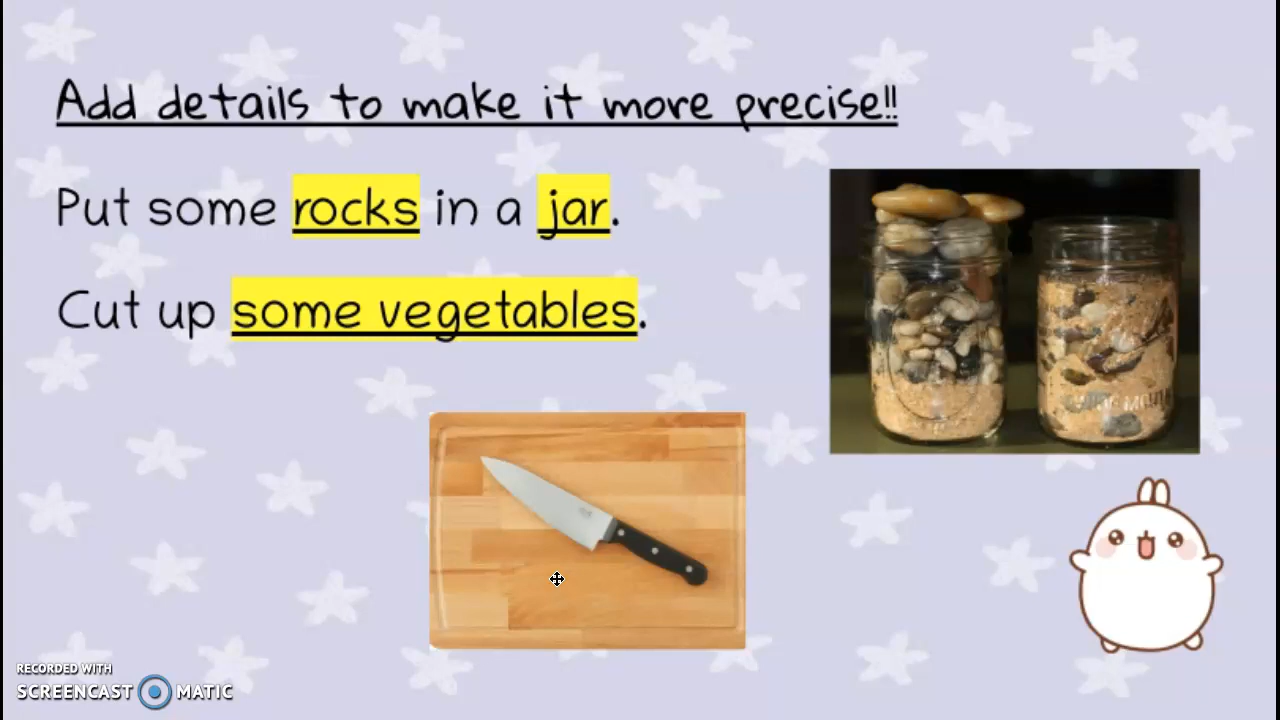 Add details to make it more precise!!
Put some rocks in a jar.
Cut up some vegetables.
RECORDED WITH
SCREENCAST MATIC